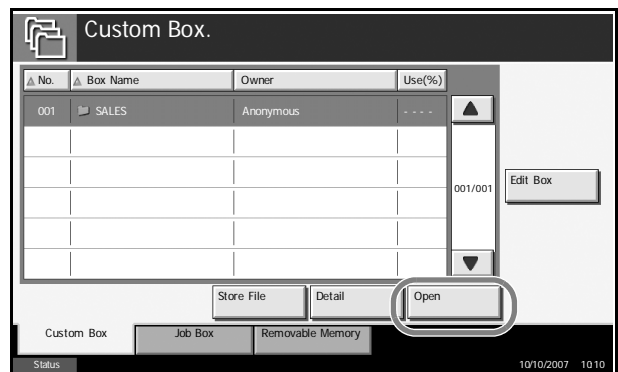 Custom Box.
No. Box Name Owner Use(%)
001 SALES Anonymous - - - -
001/001
Edit Box
Store File Detail Open
Custom Box Job Box Removable Memory
Status 10/10/2007 10:10